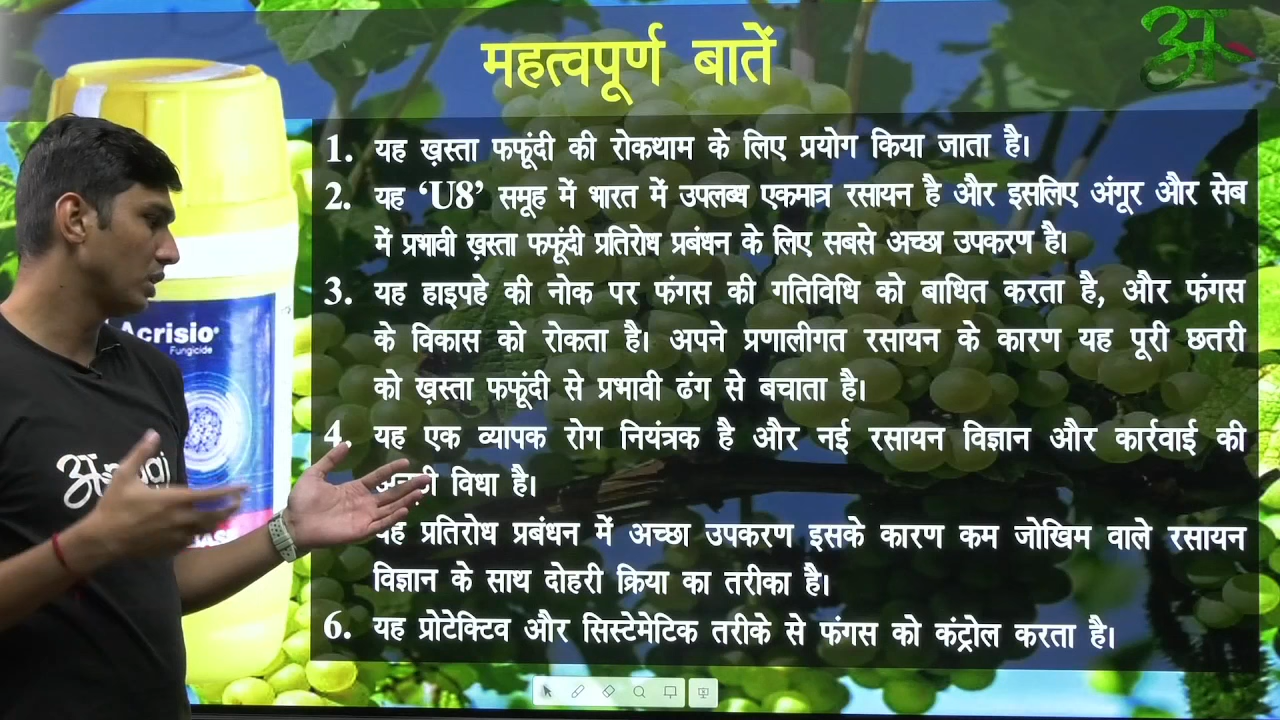 महत्वपूर्ण बातें
अ
1. यह ख़स्ता फफूंदी की रोकथाम के लिए प्रयोग किया जाता है।
2. यह ‘U8’ समूह में भारत में उपलब्ध एकमात्र रसायन है और इसलिए अंगूर और सेब
में प्रभावी ख़स्ता फफूंदी प्रतिरोध प्रबंधन के लिए सबसे अच्छा उपकरण है।
3. यह हाइपहे की नोक पर फंगस की गतिविधि को बाधित करता है, और फंगस
के विकास को रोकता है। अपने प्रणालीगत रसायन के कारण यह पूरी छतरी
को ख़स्ता फफूंदी से प्रभावी ढंग से बचाता है।
4. यह एक व्यापक रोग नियंत्रक है और नई रसायन विज्ञान और कार्रवाई की
विधा है।
यह प्रतिरोध प्रबंधन में अच्छा उपकरण इसके कारण कम जोखिम वाले रसायन
विज्ञान के साथ दोहरी क्रिया का तरीका है।
6. यह प्रोटेक्टिव और सिस्टेमेटिक तरीके से फंगस को कंट्रोल करता है।
Acrisio
Fungicide